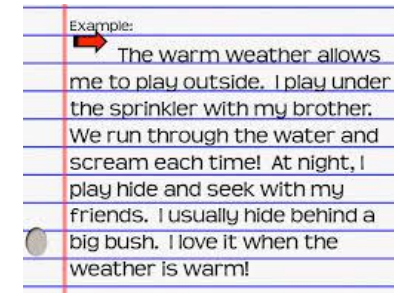 Example:
The warm weather allows
me to play outside.  I play under
the sprinkler with my brother.
We run through the water and
scream each time!  At night, I
play hide and seek with my
friends.  I usually hide behind a
big bush.  I love it when the
weather is warm!